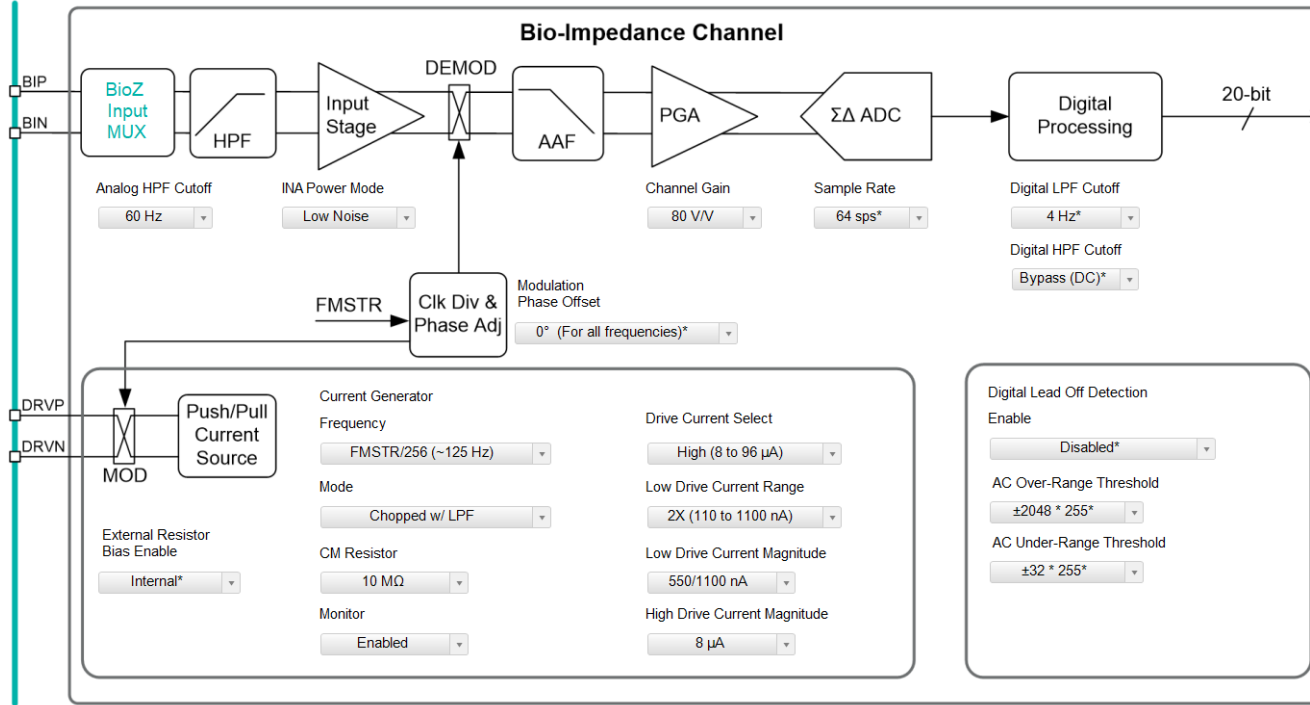 Bio-Impedance Channel
BIP
BIN
BioZ
Input
MUX
HPF
Input
Stage
DEMOD
AAF
PGA
ΣΔ ADC
Digital
Processing
20-bit
Analog HPF Cutoff
60 Hz
INA Power Mode
Low Noise
Channel Gain
80 V/V
Sample Rate
64 sps*
Digital LPF Cutoff
4 Hz*
Digital HPF Cutoff
Bypass (DC)*
FMSTR
Clk Div &
Phase Adj
Modulation
Phase Offset
0° (For all frequencies)*
DRVP
DRVN
MOD
Push/Pull
Current
Source
External Resistor
Bias Enable
Internal*
Current Generator
Frequency
FMSTR/256 (~125 Hz)
Mode
Chopped w/ LPF
CM Resistor
10 MΩ
Monitor
Enabled
Drive Current Select
High (8 to 96 µA)
Low Drive Current Range
2X (110 to 1100 nA)
Low Drive Current Magnitude
550/1100 nA
High Drive Current Magnitude
8 µA
Digital Lead Off Detection
Enable
Disabled*
AC Over-Range Threshold
±2048 * 255*
AC Under-Range Threshold
±32 * 255*